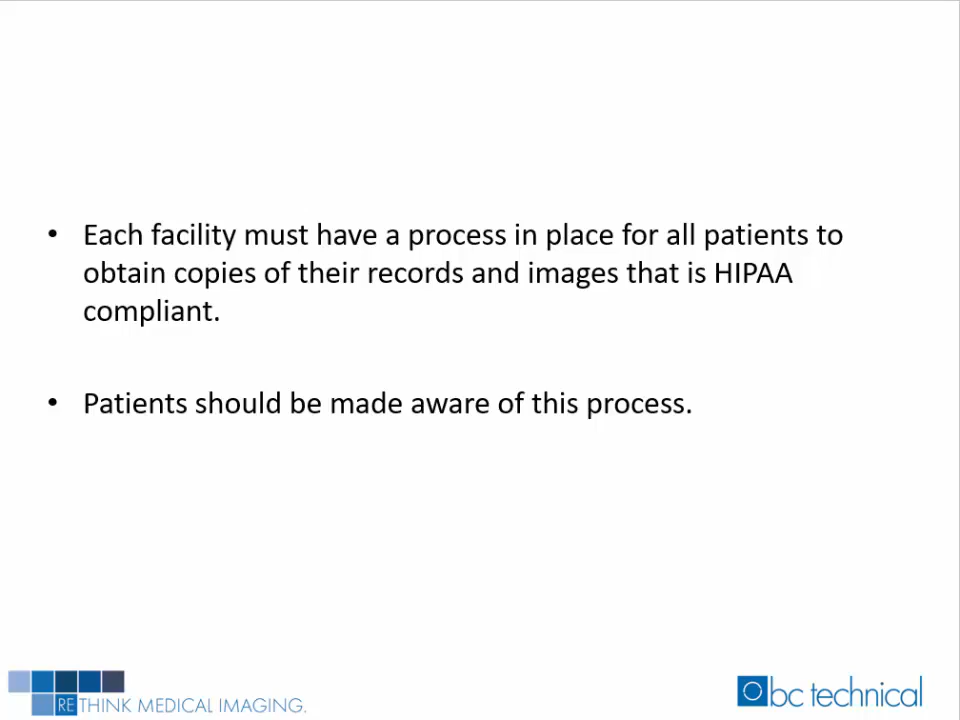 • Each facility must have a process in place for all patients to
obtain copies of their records and images that is HIPAA
compliant.
• Patients should be made aware of this process.
RETHINK MEDICAL IMAGING.
bc technical